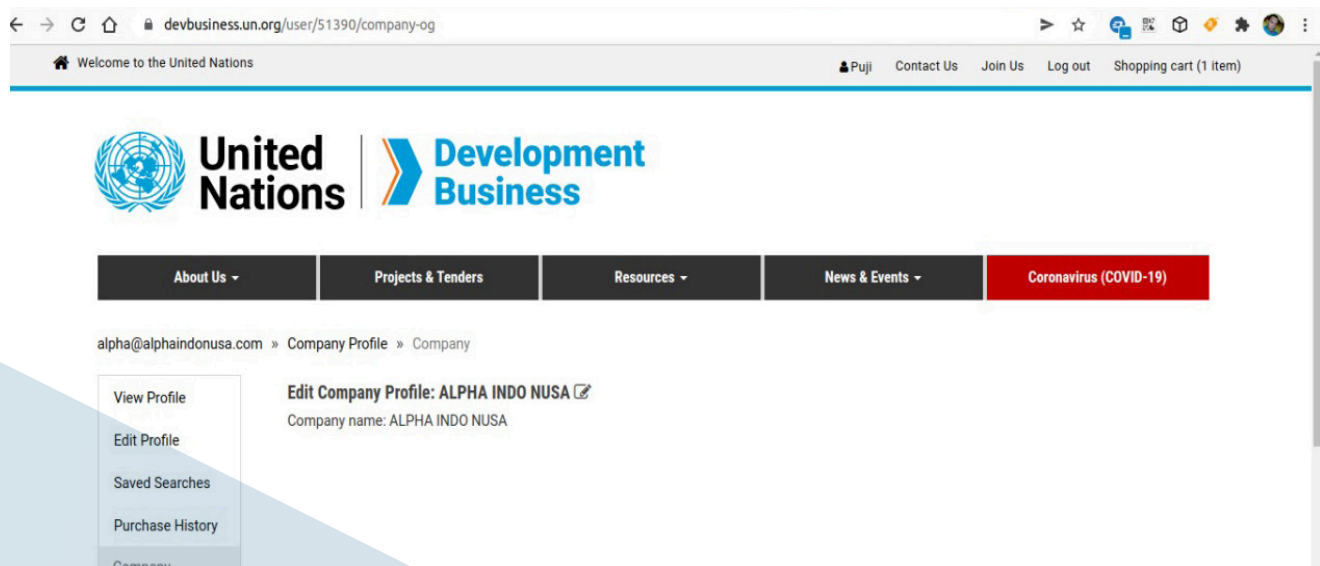 devbusiness.un.org/user/51390/company-og
Welcome to the United Nations
Puji Contact Us Join Us Log out Shopping cart (1 item)
United Nations
Development Business
About Us Projects & Tenders Resources News & Events Coronavirus (COVID-19)
alpha@alphaindonusa.com » Company Profile » Company
View Profile
Edit Company Profile: ALPHA INDO NUSA
Company name: ALPHA INDO NUSA
Edit Profile
Saved Searches
Purchase History
Company